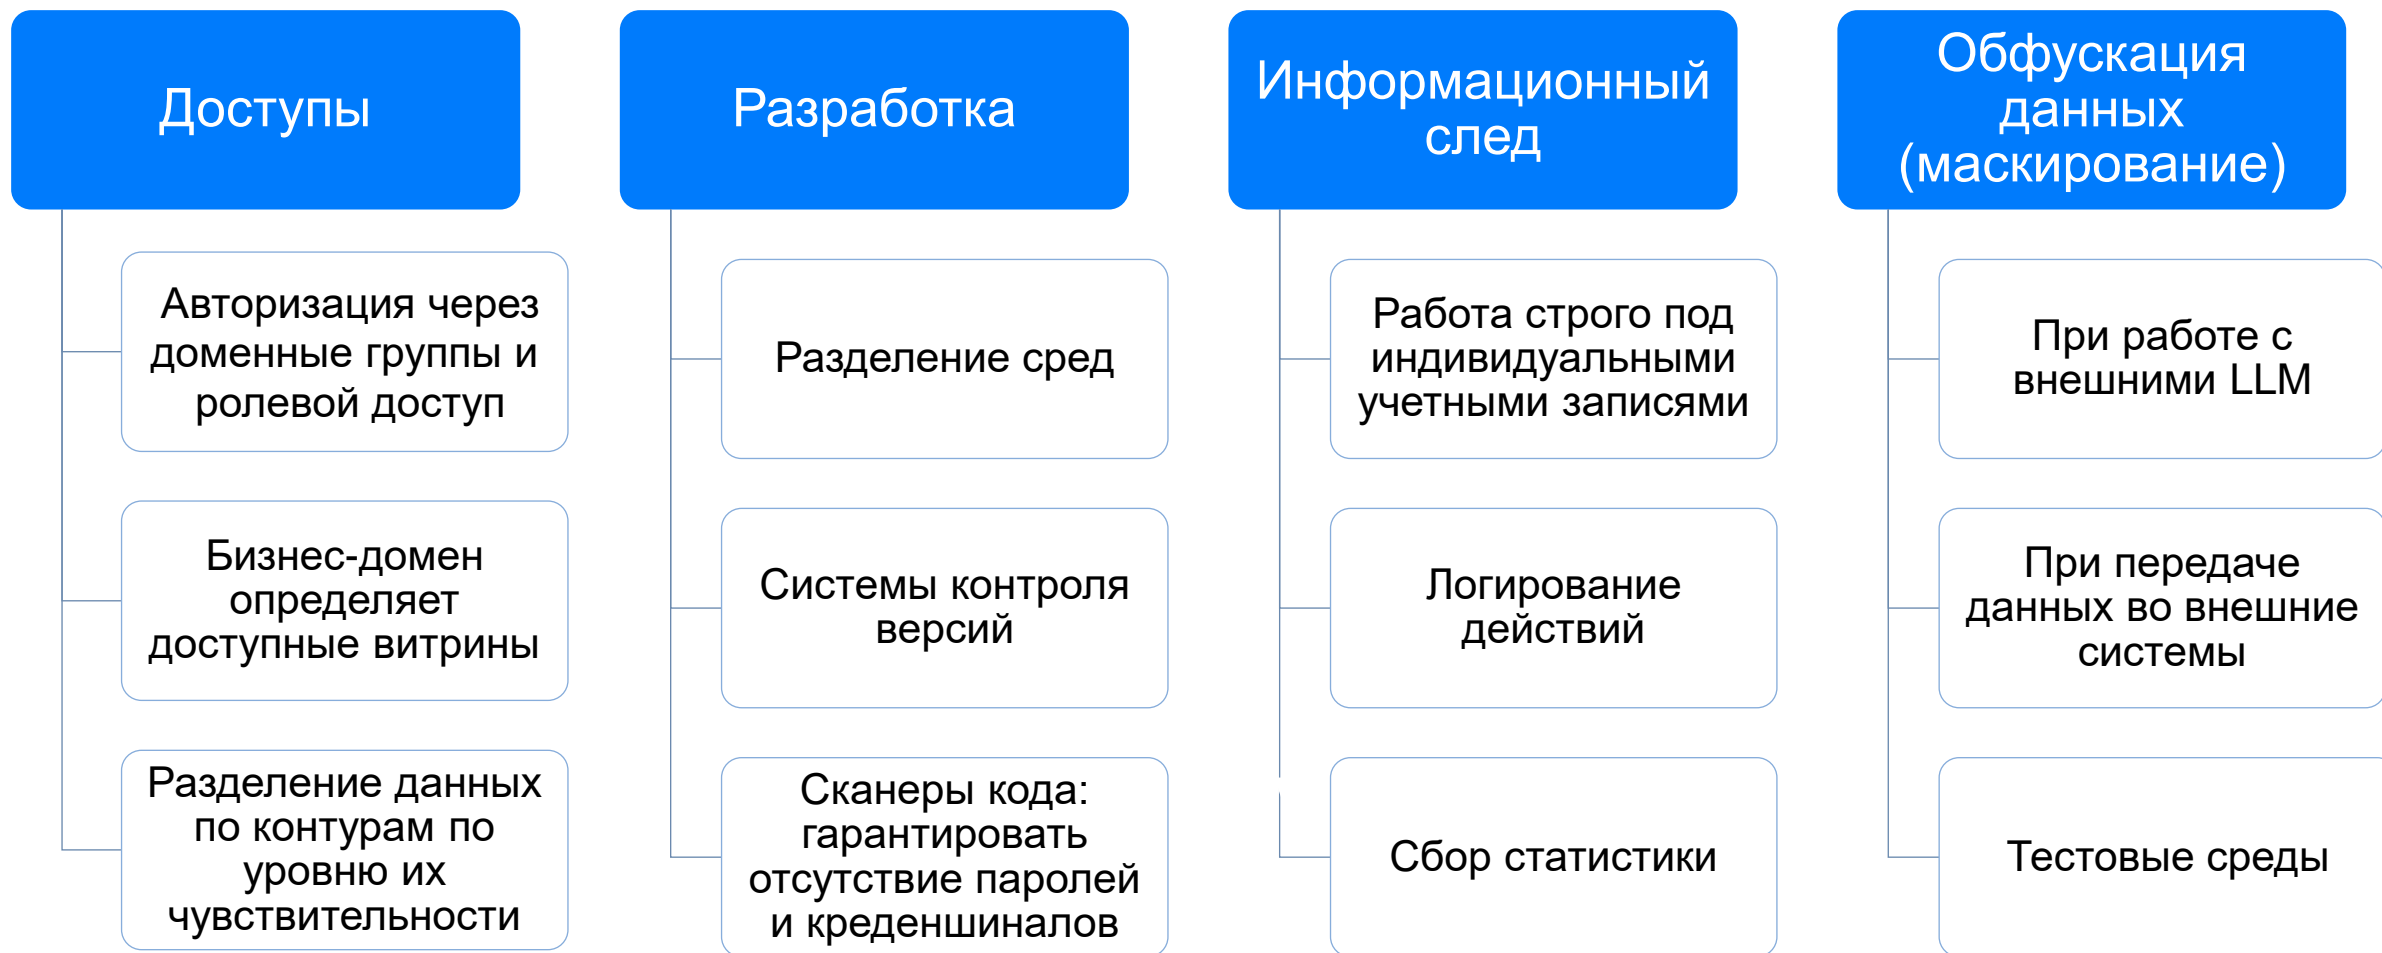 Доступы
Авторизация через
доменные группы и
ролевой доступ
Бизнес-домен
определяет
доступные витрины
Разделение данных
по контурам по
уровню их
чувствительности
Разработка
Разделение сред
Системы контроля
версий
Сканеры кода:
гарантировать
отсутствие паролей
и креденшиналов
Информационный
след
Работа строго под
индивидуальными
учетными записями
Логирование
действий
Сбор статистики
Обфускация
данных
(маскирование)
При работе с
внешними LLM
При передаче
данных во внешние
системы
Тестовые среды